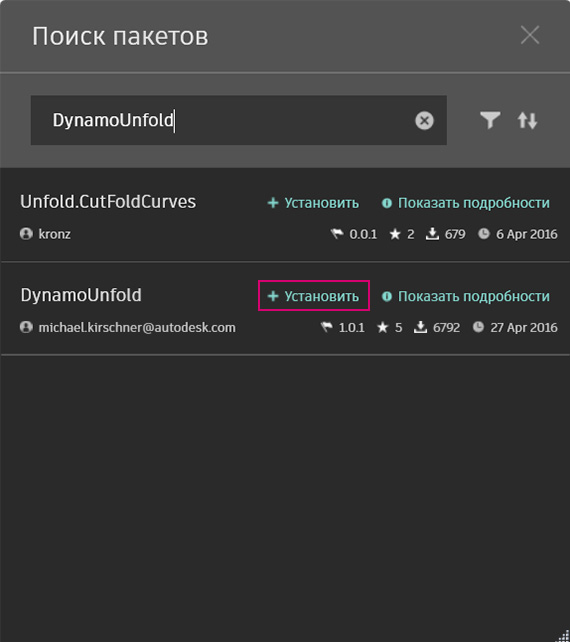 Поиск пакетов
DynamoUnfold
Unfold.CutFoldCurves
Установить
Показать подробности
kronz
0.0.1
2
679
6 Apr 2016
DynamoUnfold
Установить
Показать подробности
michael.kirschner@autodesk.com
1.0.1
5
6792
27 Apr 2016